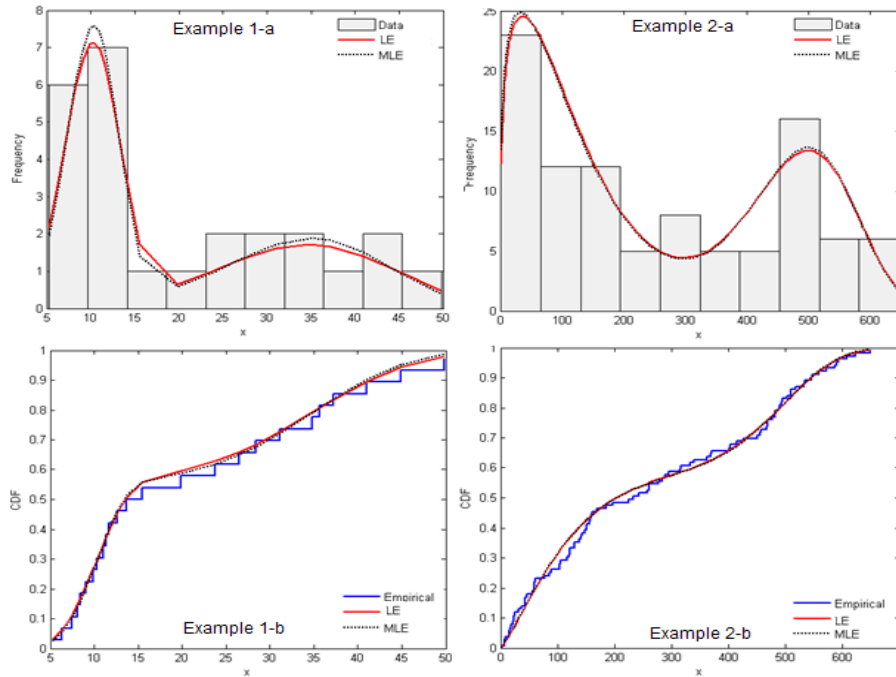 Example 1-a
Data
LE
MLE
8
7
6
5
4
3
2
1
0
Frequency
5 10 15 20 25 30 35 40 45 50
x
Example 2-a
Data
LE
MLE
25
20
15
10
5
0
Frequency
0 100 200 300 400 500 600
x
1
0.9
0.8
0.7
0.6
0.5
0.4
0.3
0.2
0.1
0
CDF
Empirical
LE
MLE
Example 1-b
5 10 15 20 25 30 35 40 45 50
x
1
0.9
0.8
0.7
0.6
0.5
0.4
0.3
0.2
0.1
0
CDF
Empirical
LE
MLE
Example 2-b
0 100 200 300 400 500 600
x